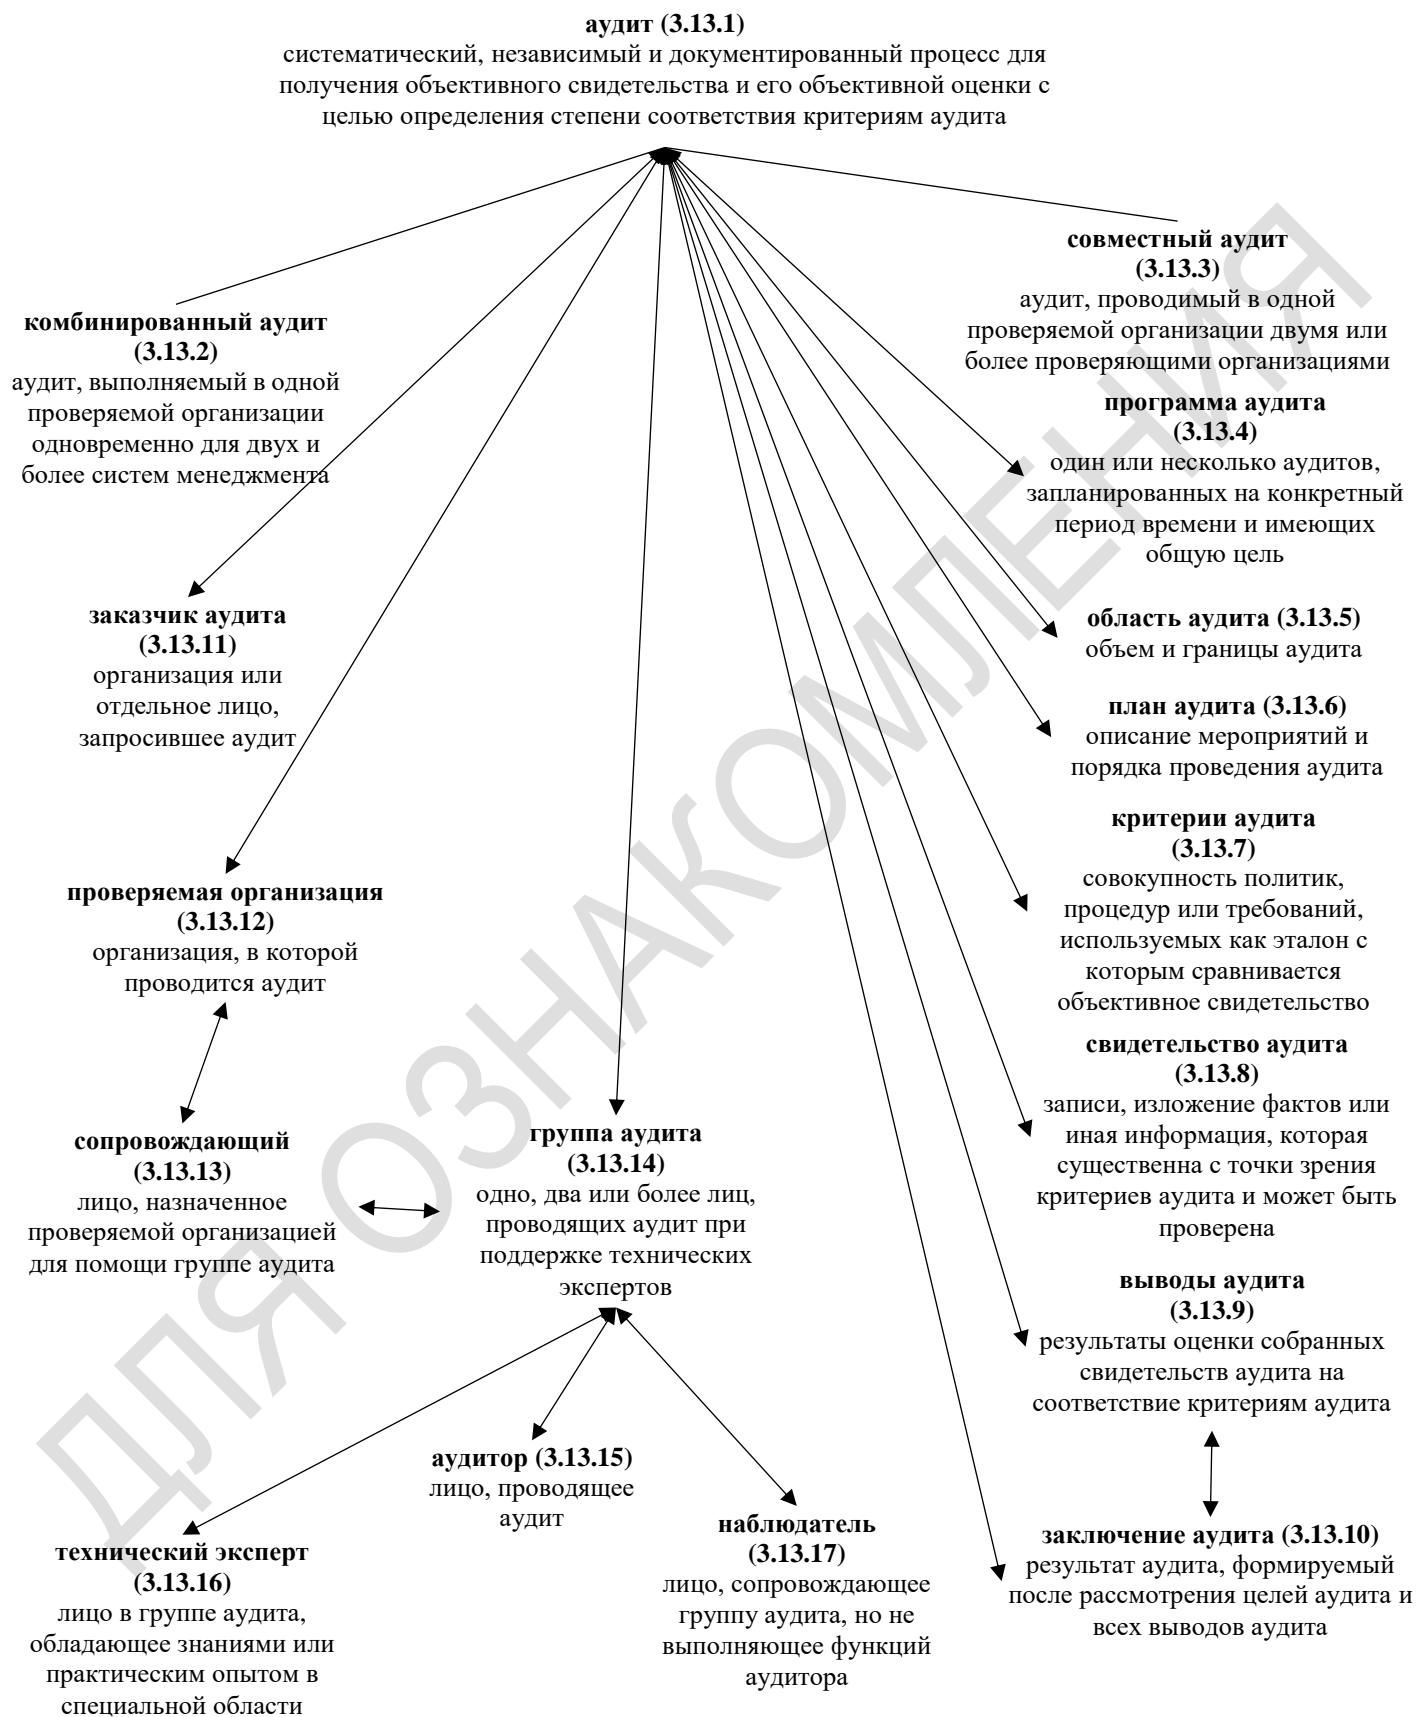 аудит (3.13.1)
систематический, независимый и документированный процесс для
получения объективного свидетельства и его объективной оценки с
целью определения степени соответствия критериям аудита
совместный аудит
(3.13.3)
аудит, проводимый в одной
проверяемой организации двумя или
более проверяющими организациями
комбинированный аудит
(3.13.2)
аудит, выполняемый в одной
проверяемой организации
одновременно для двух и
более систем менеджмента
программа аудита
(3.13.4)
один или несколько аудитов,
запланированных на конкретный
период времени и имеющих
общую цель
заказчик аудита
(3.13.11)
организация или
отдельное лицо,
запросившее аудит
область аудита (3.13.5)
объем и границы аудита
план аудита (3.13.6)
описание мероприятий и
порядка проведения аудита
критерии аудита
(3.13.7)
совокупность политик,
процедур или требований,
используемых как эталон с
которым сравнивается
объективное свидетельство
проверяемая организация
(3.13.12)
организация, в которой
проводится аудит
свидетельство аудита
(3.13.8)
записи, изложение фактов или
иная информация, которая
существенна с точки зрения
критериев аудита и может быть
проверена
сопровождающий
(3.13.13)
лицо, назначенное
проверяемой организацией
для помощи группе аудита
группа аудита
(3.13.14)
одно, два или более лиц,
проводящих аудит при
поддержке технических
экспертов
выводы аудита
(3.13.9)
результаты оценки собранных
свидетельств аудита на
соответствие критериям аудита
аудитор (3.13.15)
лицо, проводящее
аудит
наблюдатель
(3.13.17)
лицо, сопровождающее
группу аудита, но не
выполняющее функций
аудитора
заключение аудита (3.13.10)
результат аудита, формируемый
после рассмотрения целей аудита и
всех выводов аудита
технический эксперт
(3.13.16)
лицо в группе аудита,
обладающее знаниями или
практическим опытом в
специальной области
ДЛЯ ОЗНАКОМЛЕНИЯ